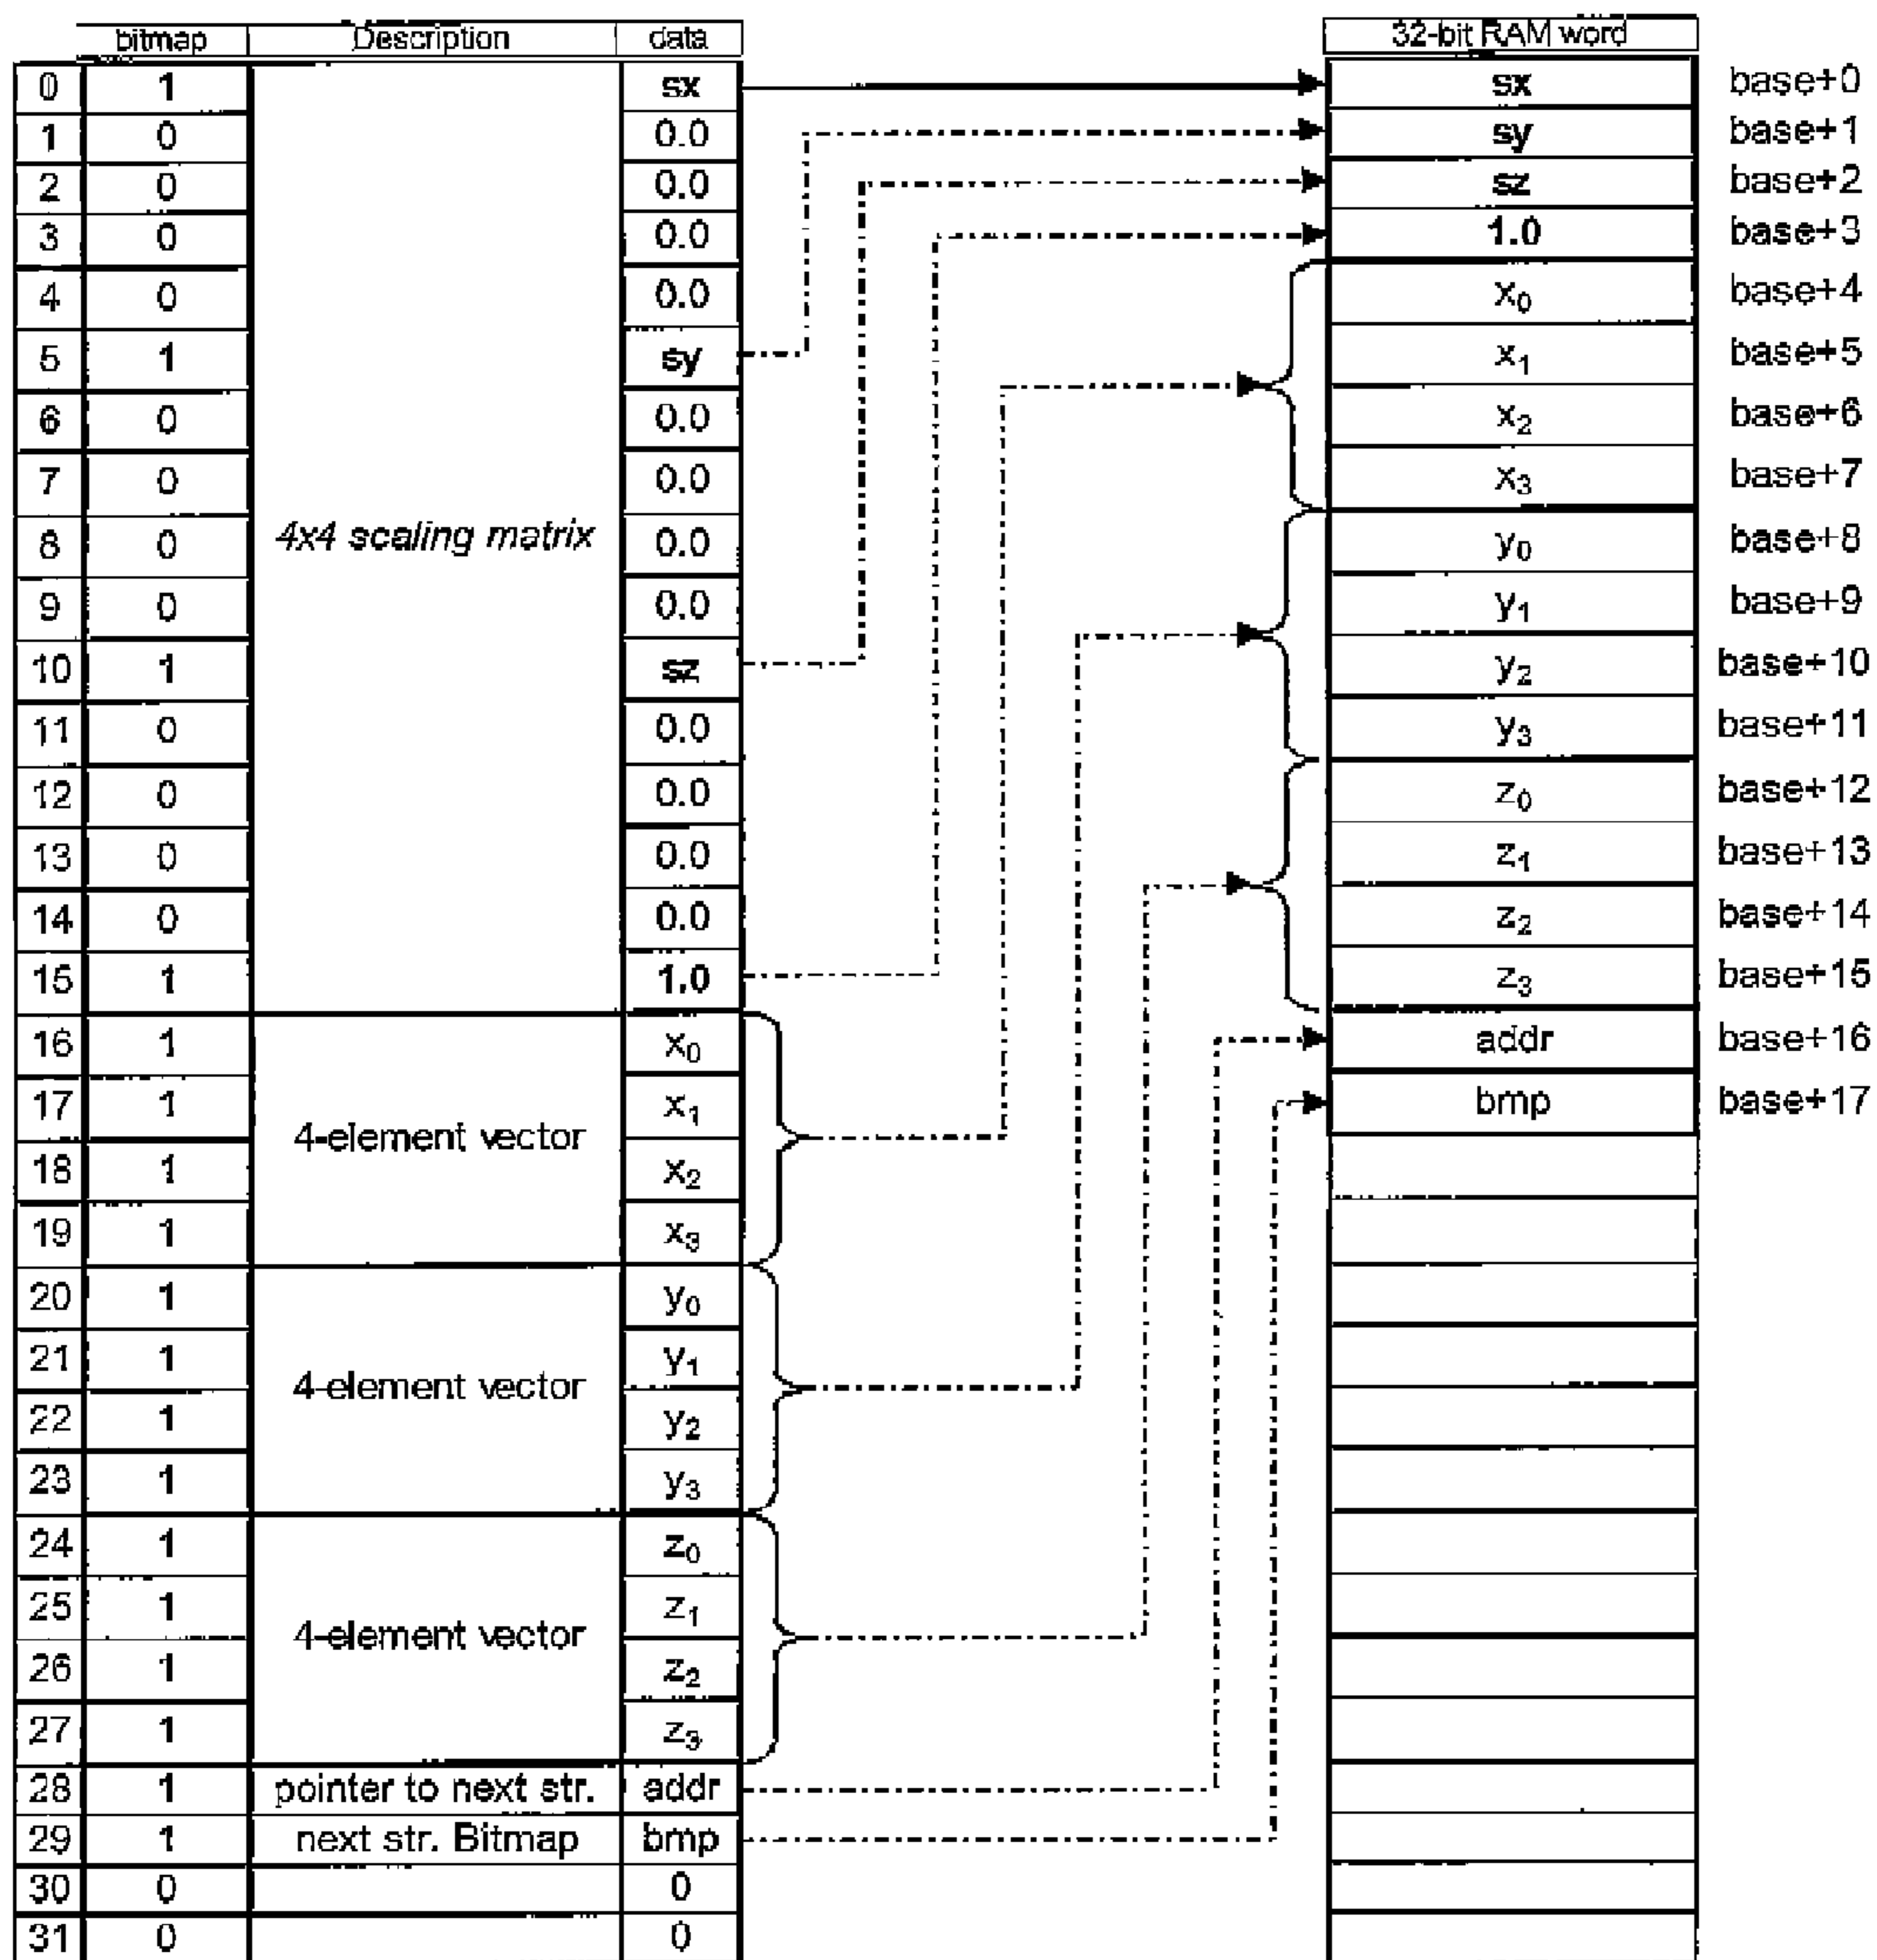 bitmap Description data 32-bit RAM word
0 1 sx sx base+0
1 0 0.0 sy base+1
2 0 0.0 sz base+2
3 0 0.0 1.0 base+3
4 0 0.0 x₀ base+4
5 1 sy x₁ base+5
6 0 0.0 x₂ base+6
7 0 0.0 x₃ base+7
8 0 4x4 scaling matrix 0.0 y₀ base+8
9 0 0.0 y₁ base+9
10 1 sz y₂ base+10
11 0 0.0 y₃ base+11
12 0 0.0 z₀ base+12
13 0 0.0 z₁ base+13
14 0 0.0 z₂ base+14
15 1 1.0 z₃ base+15
16 1 x₀ addr base+16
17 1 x₁ bmp base+17
4-element vector
18 1 x₂
19 1 x₃
20 1 y₀
21 1 y₁
4-element vector
22 1 y₂
23 1 y₃
24 1 z₀
25 1 z₁
4-element vector
26 1 z₂
27 1 z₃
28 1 pointer to next str. addr
29 1 next str. Bitmap bmp
30 0 0
31 0 0